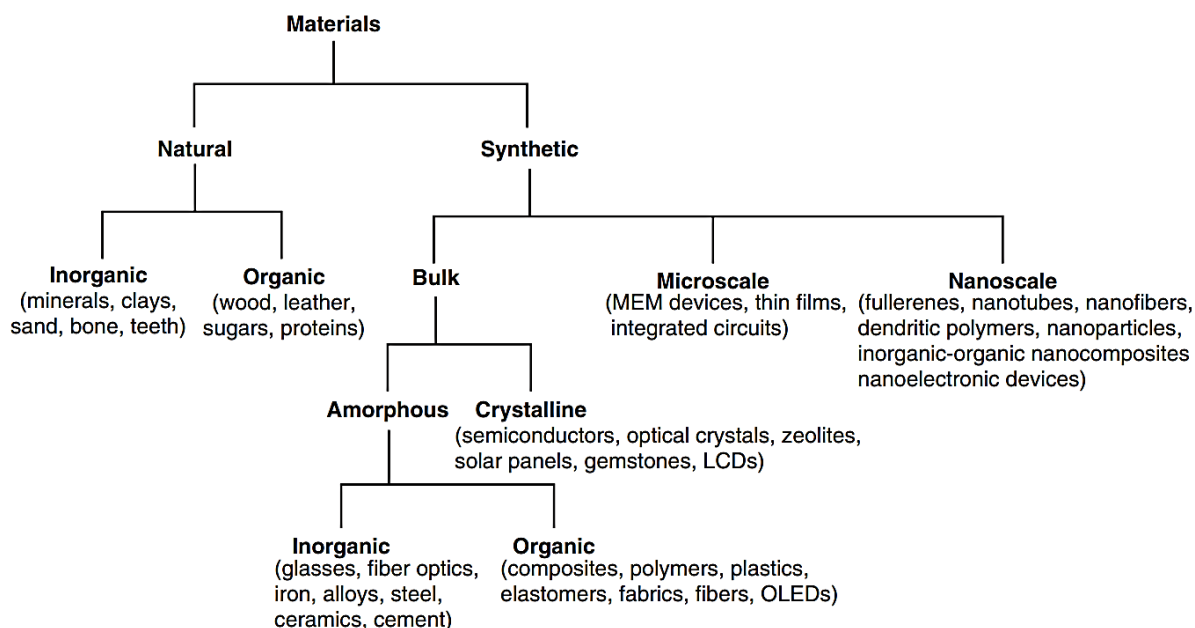 Materials
Natural
Synthetic
Inorganic
(minerals, clays,
sand, bone, teeth)
Organic
(wood, leather,
sugars, proteins)
Bulk
Microscale
(MEM devices, thin films,
integrated circuits)
Nanoscale
(fullerenes, nanotubes, nanofibers,
dendritic polymers, nanoparticles,
inorganic-organic nanocomposites
nanoelectronic devices)
Amorphous
Crystalline
(semiconductors, optical crystals, zeolites,
solar panels, gemstones, LCDs)
Inorganic
(glasses, fiber optics,
iron, alloys, steel,
ceramics, cement)
Organic
(composites, polymers, plastics,
elastomers, fabrics, fibers, OLEDs)